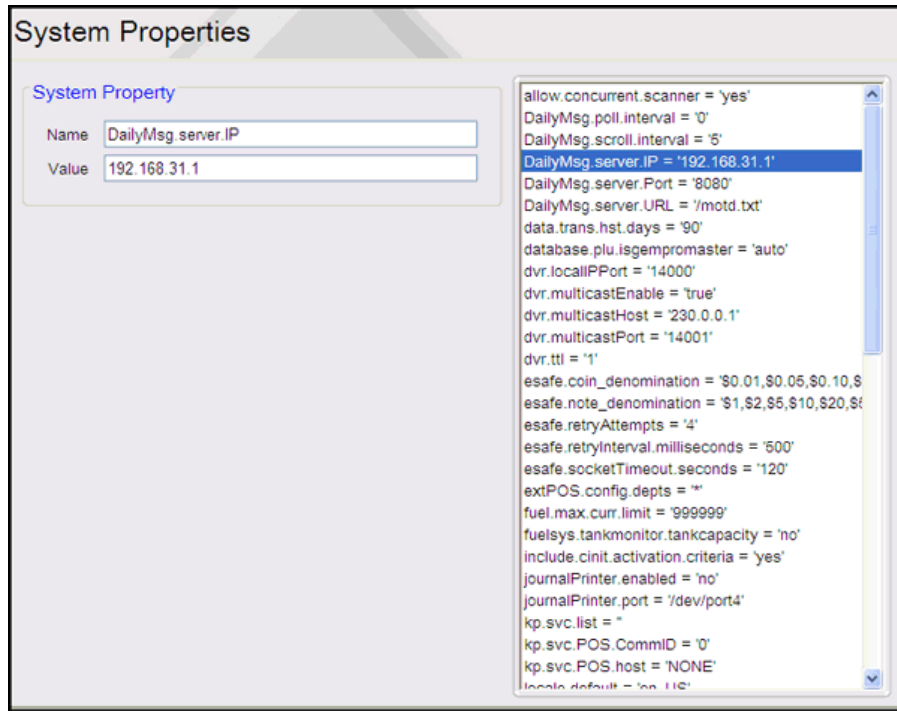 System Properties
System Property
Name DailyMsg.server.IP
Value 192.168.31.1
allow.concurrent.scanner = 'yes'
DailyMsg.poll.interval = '0'
DailyMsg.scroll.interval = '5'
DailyMsg.server.IP = '192.168.31.1'
DailyMsg.server.Port = '8080'
DailyMsg.server.URL = '/motd.txt'
data.trans.hst.days = '90'
database.plu.isgempromaster = 'auto'
dvr.localIPPort = '14000'
dvr.multicastEnable = 'true'
dvr.multicastHost = '230.0.0.1'
dvr.multicastPort = '14001'
dvr.ttl = '1'
esafe.coin_denomination = '$0.01,$0.05,$0.10,$
esafe.note_denomination = '$1,$2,$5,$10,$20,$5
esafe.retryAttempts = '4'
esafe.retryInterval.milliseconds = '500'
esafe.socketTimeout.seconds = '120'
extPOS.config.depts = '*'
fuel.max.curr.limit = '999999'
fuelsys.tankmonitor.tankcapacity = 'no'
include.cinit.activation.criteria = 'yes'
journalPrinter.enabled = 'no'
journalPrinter.port = '/dev/port4'
kp.svc.list = ''
kp.svc.POS.CommID = '0'
kp.svc.POS.host = 'NONE'
locale.default = 'en_US'